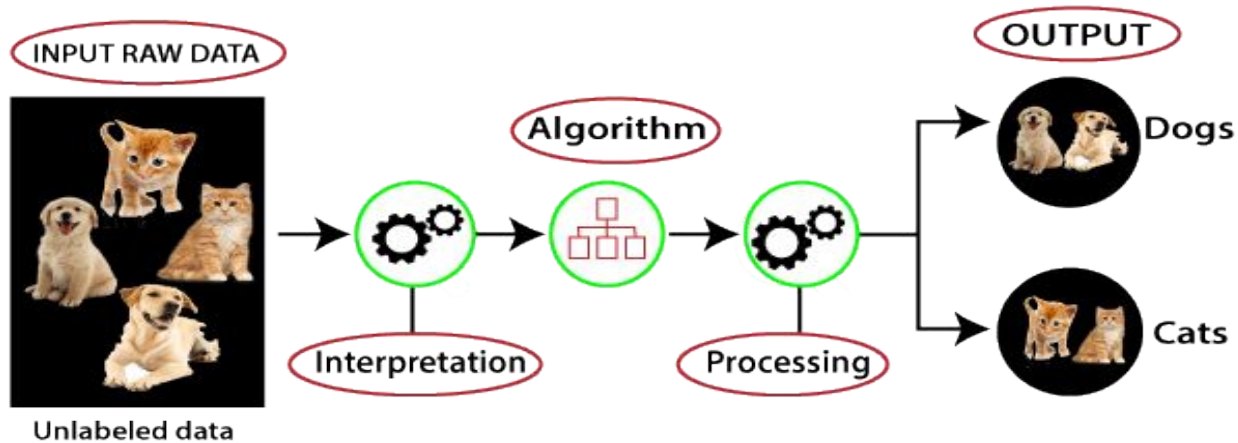 INPUT RAW DATA
Unlabeled data
Interpretation
Algorithm
Processing
OUTPUT
Dogs
Cats